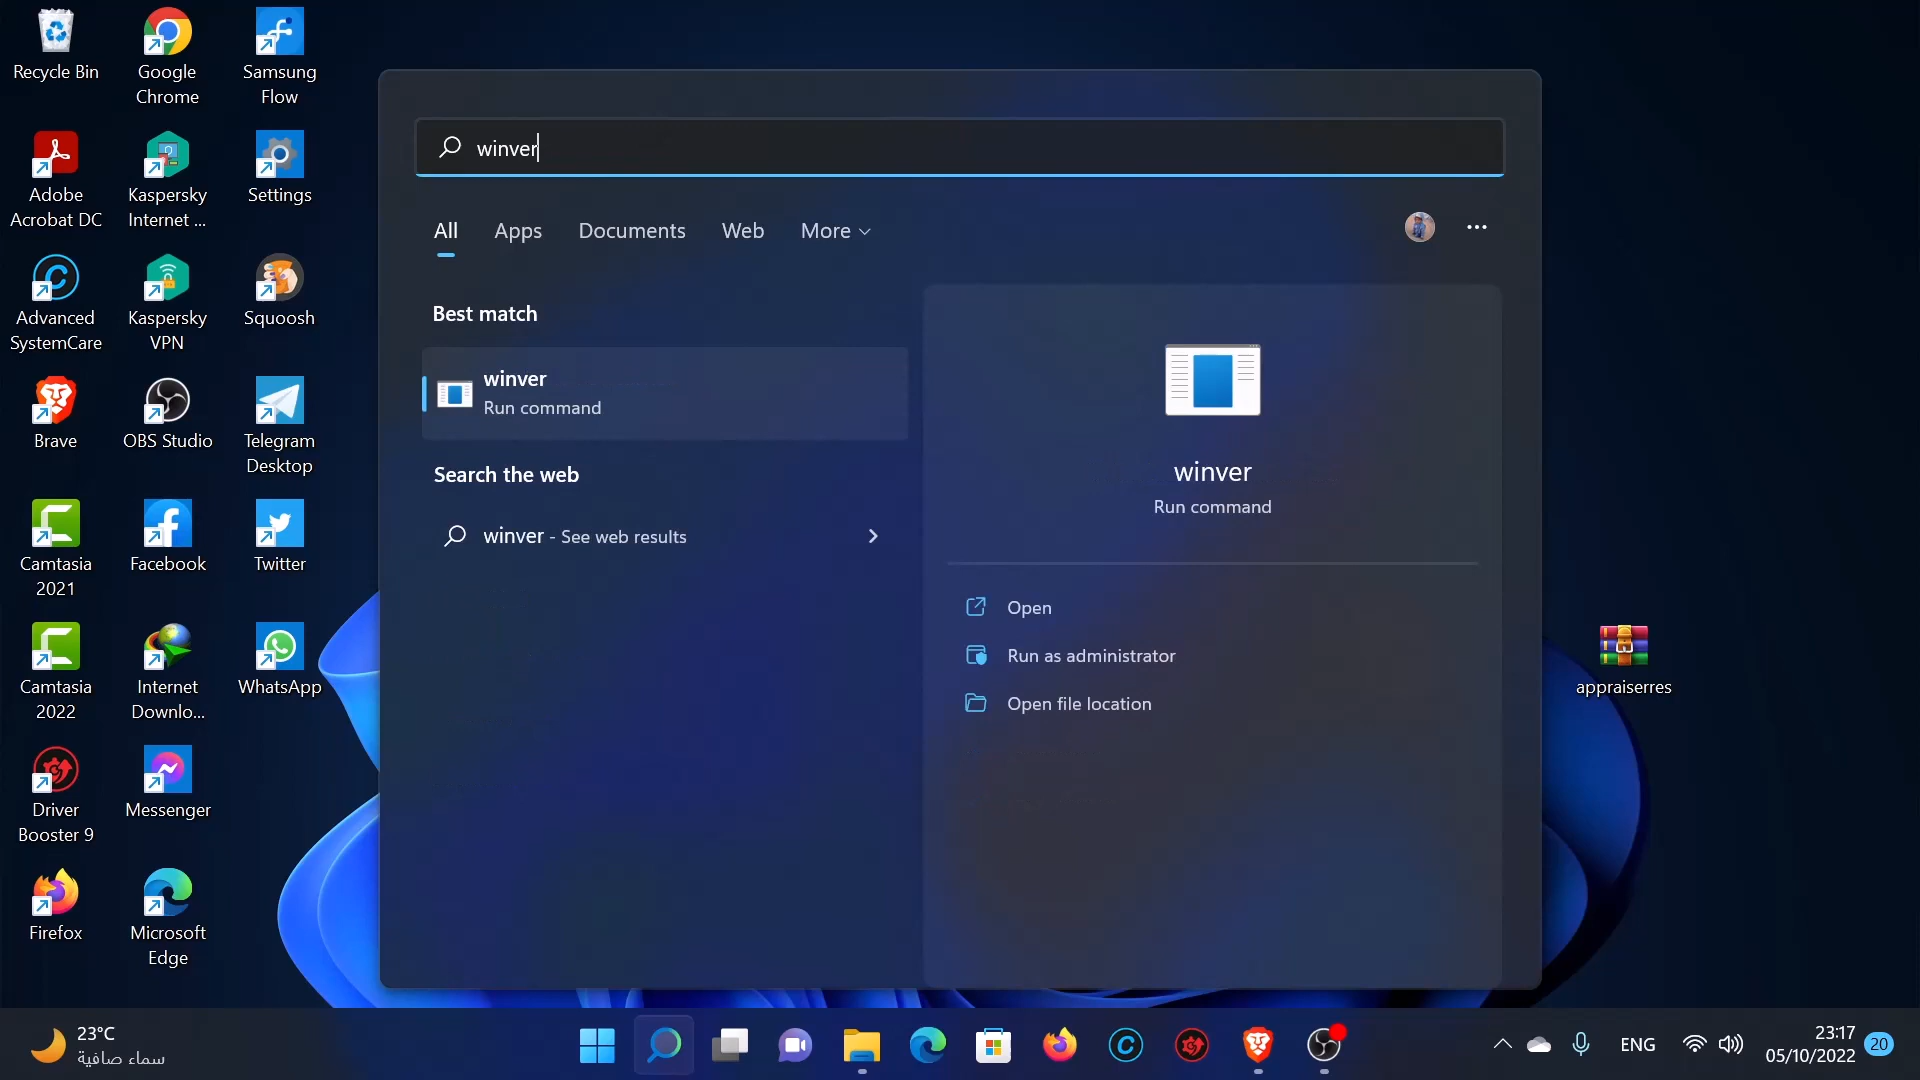 Recycle Bin
Google
Chrome
Samsung
Flow
Adobe
Acrobat DC
Kaspersky
Internet ...
Settings
Advanced
SystemCare
Kaspersky
VPN
Squoosh
Brave
OBS Studio
Telegram
Desktop
Camtasia
2021
Facebook
Twitter
Camtasia
2022
Internet
Downlo...
WhatsApp
Driver
Booster 9
Messenger
Firefox
Microsoft
Edge
winver
All
Apps
Documents
Web
More
Best match
winver
Run command
Search the web
winver - See web results
winver
Run command
Open
Run as administrator
Open file location
appraiserres
23°C
سماء صافية
ENG
23:17
05/10/2022
20